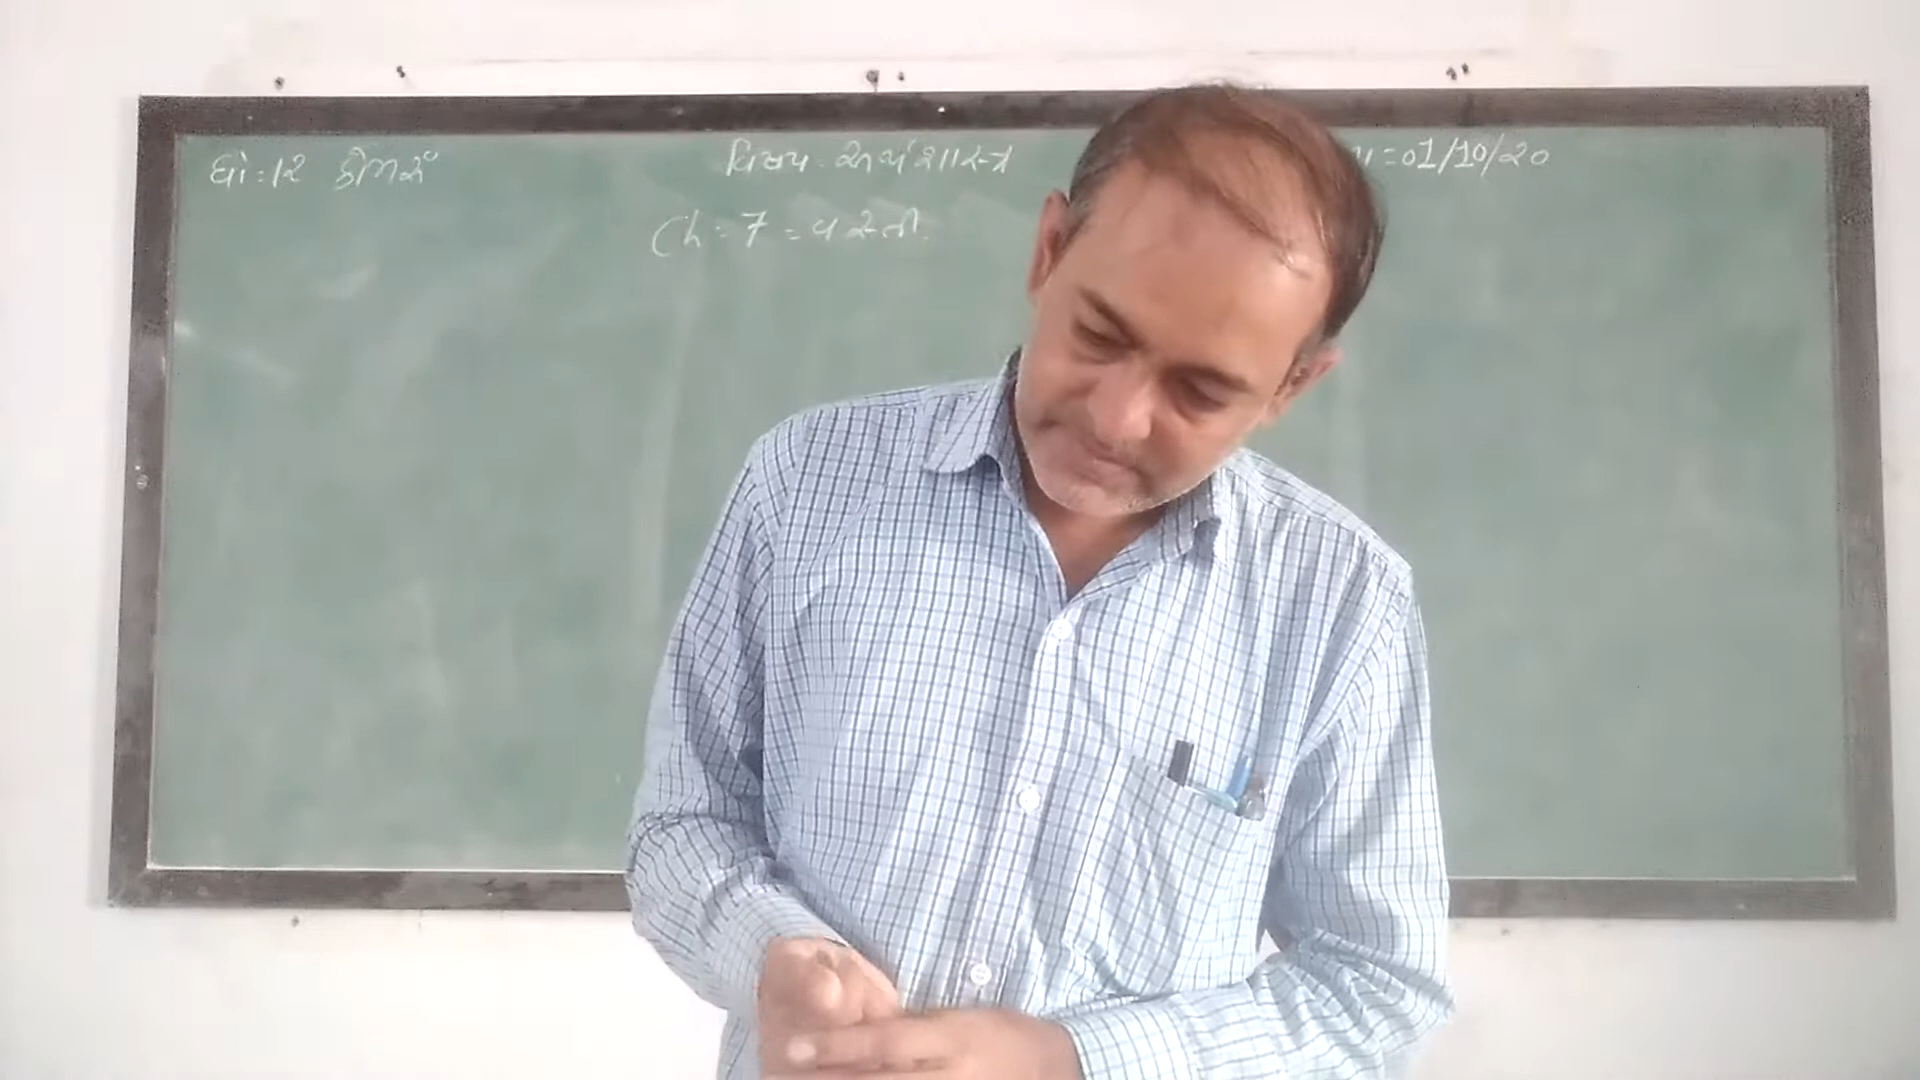 ધો:12 કોમર્સ વિષય : અર્થશાસ્ત્ર =01/10/20
Ch = 7 = વસ્તી.